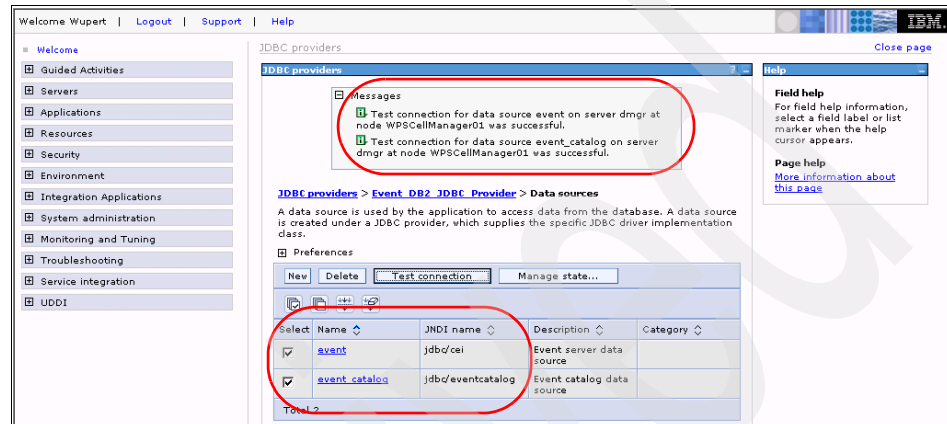 Welcome Wupert | Logout | Support | Help
IBM.
Welcome
Guided Activities
Servers
Applications
Resources
Security
Environment
Integration Applications
System administration
Monitoring and Tuning
Troubleshooting
Service integration
UDDI
JDBC providers
Close page
JDBC providers
? -
Messages
Test connection for data source event on server dmgr at
node WPSCellManager01 was successful.
Test connection for data source event_catalog on server
dmgr at node WPSCellManager01 was successful.
JDBC providers > Event_DB2_JDBC_Provider > Data sources
A data source is used by the application to access data from the database. A data source
is created under a JDBC provider, which supplies the specific JDBC driver implementation
class.
Preferences
New Delete Test connection Manage state...
Select Name JNDI name Description Category
event jdbc/cei Event server data
source
event_catalog jdbc/eventcatalog Event catalog data
source
Total 2
Help
Field help
For field help information,
select a field label or list
marker when the help
cursor appears.
Page help
More information about
this page